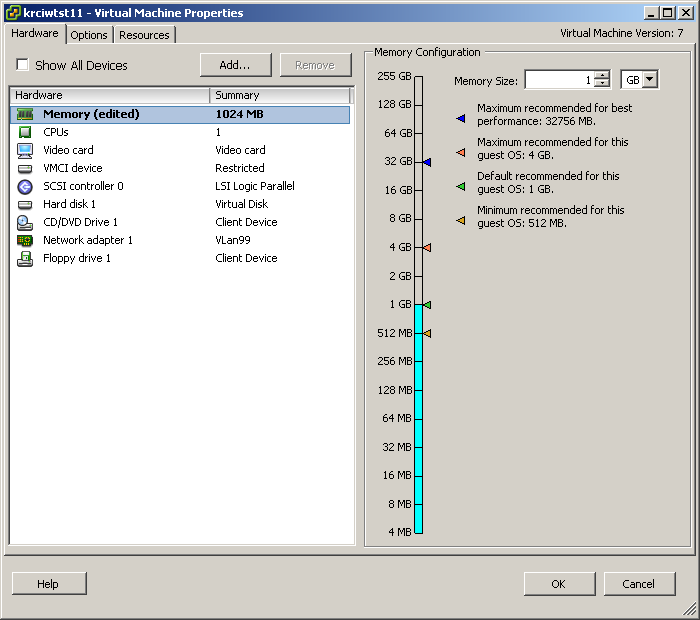 krciwtst11 - Virtual Machine Properties
Hardware Options Resources
Virtual Machine Version: 7
Show All Devices
Add...
Remove
Hardware Summary
Memory (edited) 1024 MB
CPUs 1
Video card Video card
VMCI device Restricted
SCSI controller 0 LSI Logic Parallel
Hard disk 1 Virtual Disk
CD/DVD Drive 1 Client Device
Network adapter 1 VLan99
Floppy drive 1 Client Device
Memory Configuration
255 GB
128 GB
64 GB
32 GB
16 GB
8 GB
4 GB
2 GB
1 GB
512 MB
256 MB
128 MB
64 MB
32 MB
16 MB
8 MB
4 MB
Memory Size: 1 GB
Maximum recommended for best
performance: 32756 MB.
Maximum recommended for this
guest OS: 4 GB.
Default recommended for this
guest OS: 1 GB.
Minimum recommended for this
guest OS: 512 MB.
Help
OK
Cancel